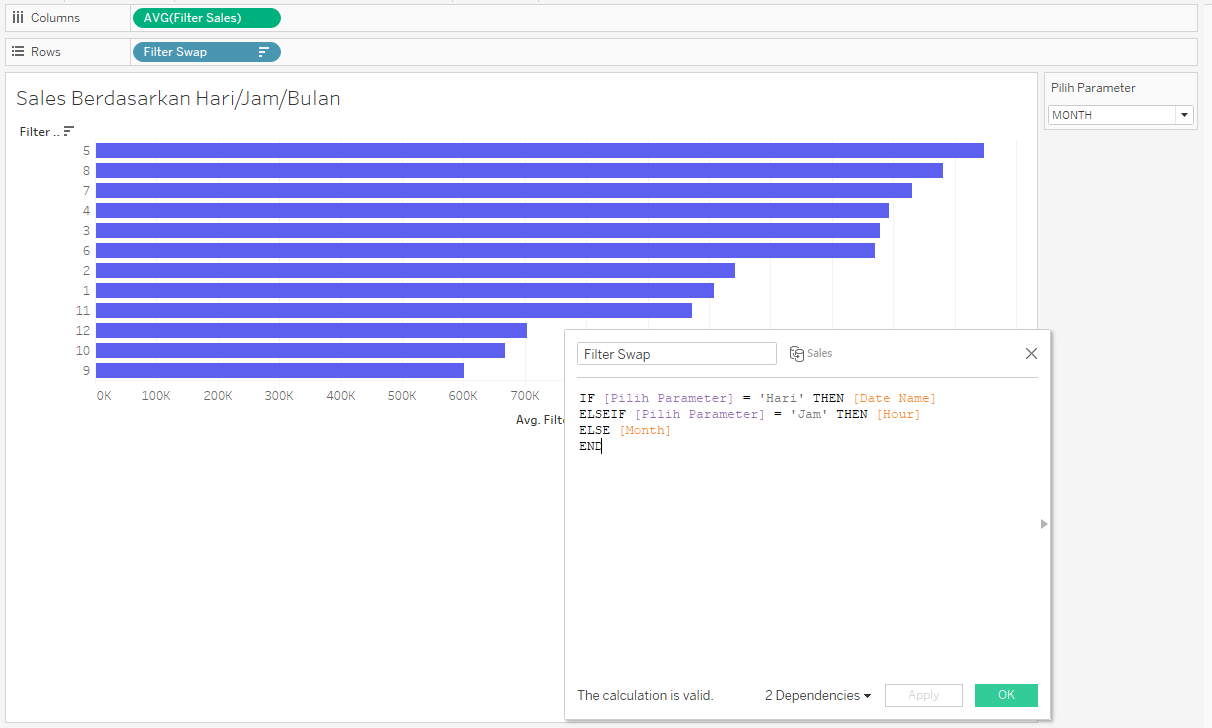 Columns
AVG(Filter Sales)
Rows
Filter Swap
Sales Berdasarkan Hari/Jam/Bulan
Pilih Parameter
MONTH
Filter ..
5
8
7
4
3
6
2
1
11
12
10
9
0K 100K 200K 300K 400K 500K 600K 700K
Avg. Filte
Filter Swap
Sales
IF [Pilih Parameter] = 'Hari' THEN [Date Name]
ELSEIF [Pilih Parameter] = 'Jam' THEN [Hour]
ELSE [Month]
END
The calculation is valid.
2 Dependencies
Apply
OK